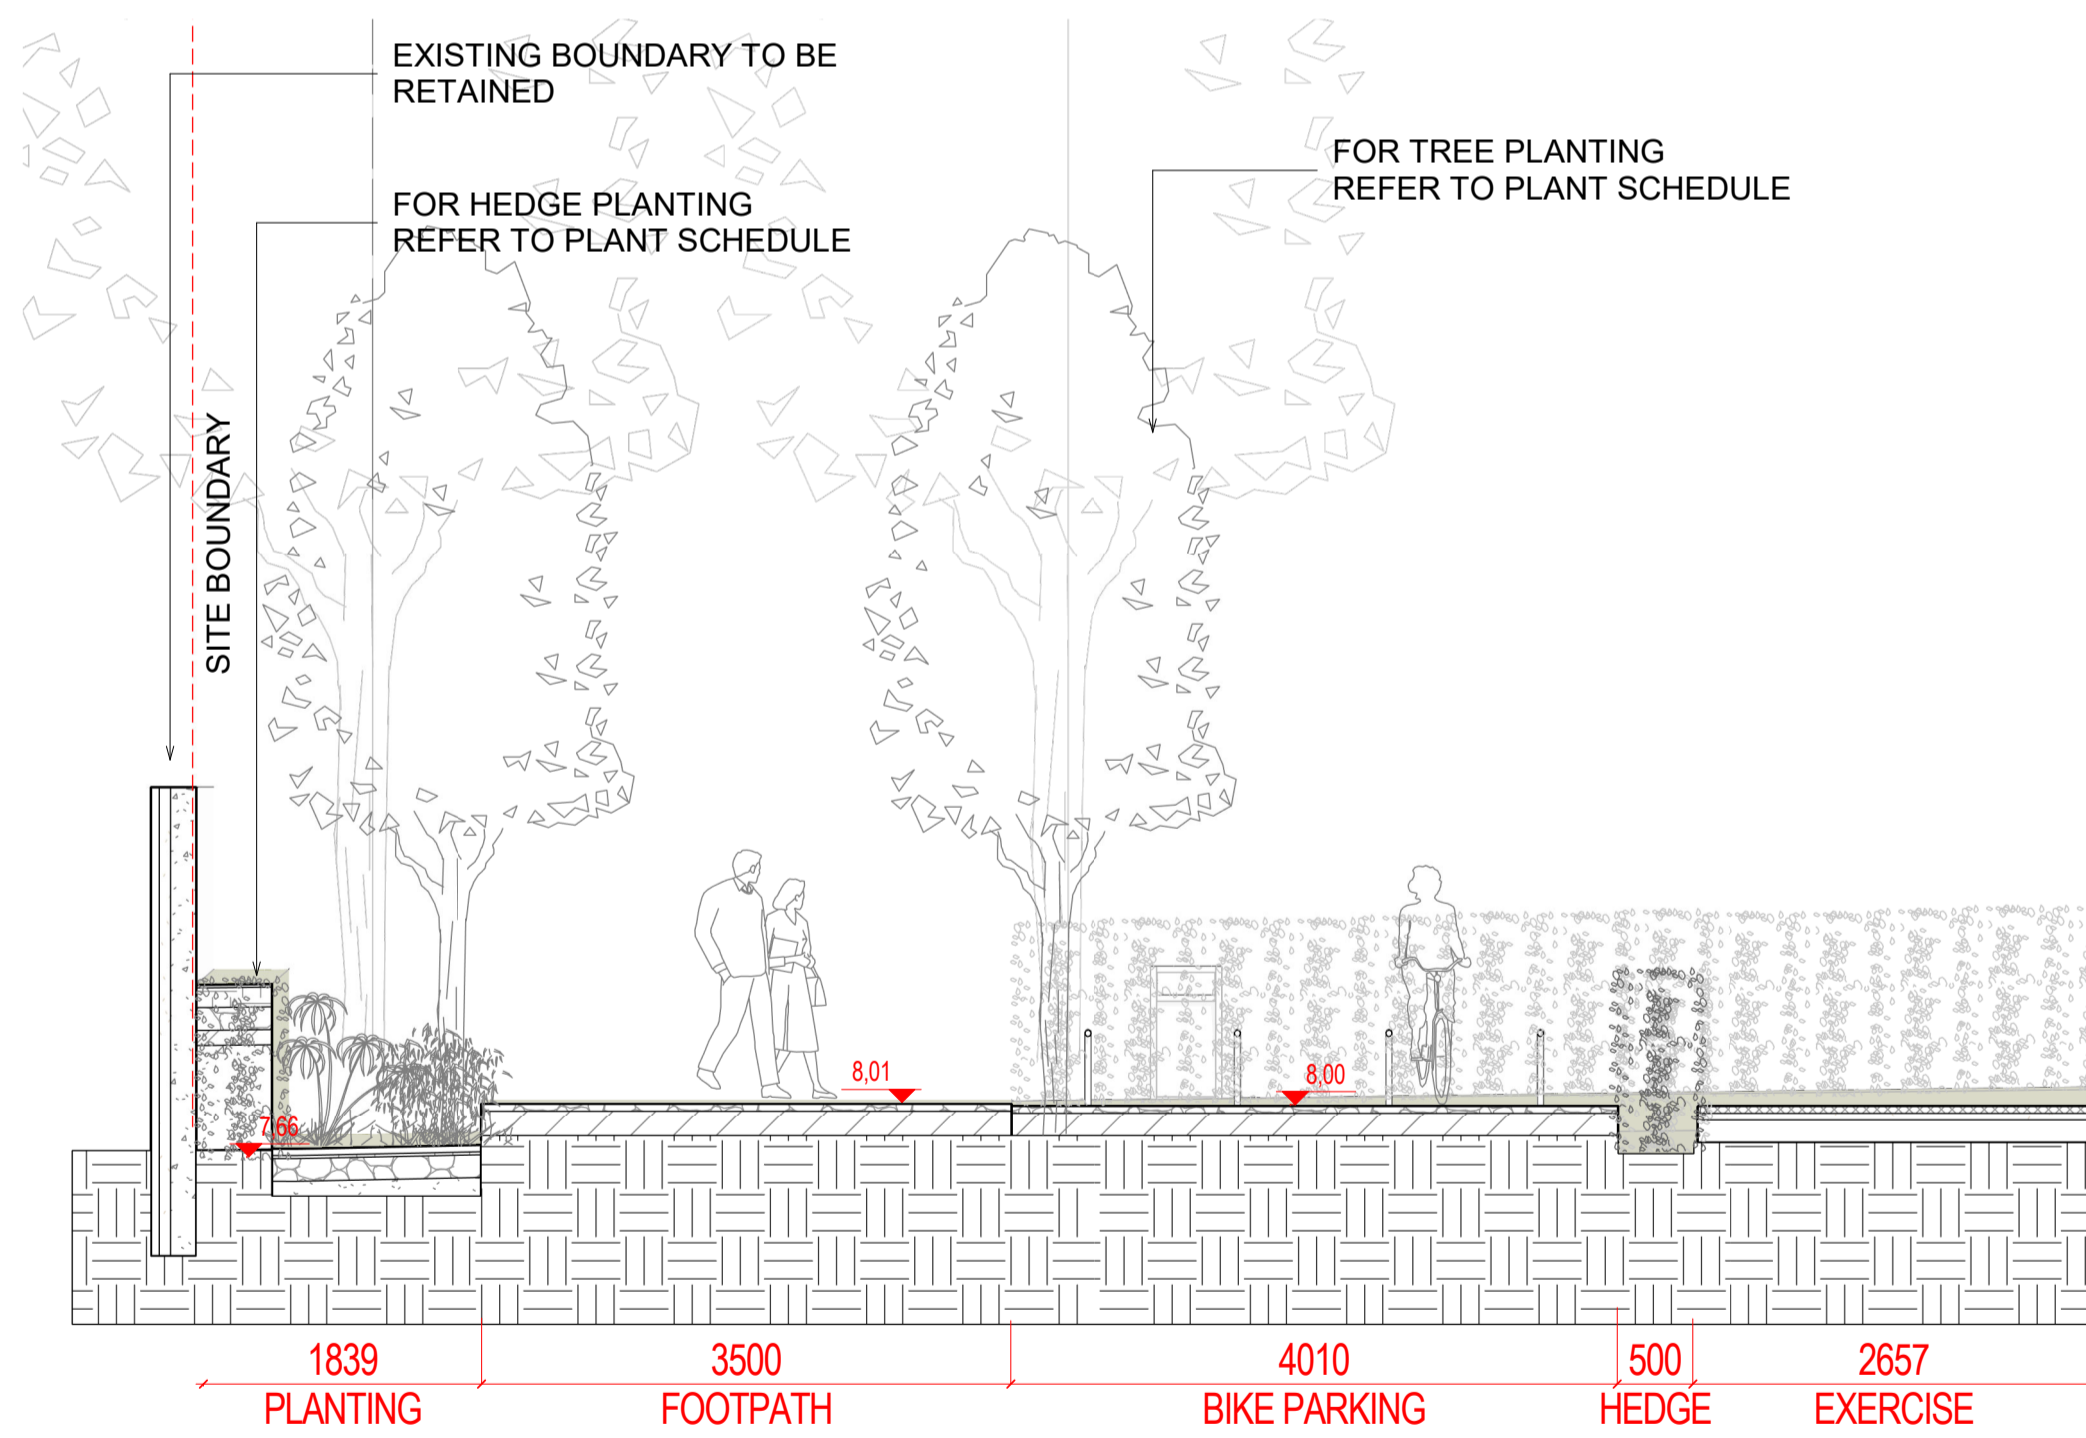 EXISTING BOUNDARY TO BE
RETAINED
FOR TREE PLANTING
REFER TO PLANT SCHEDULE
FOR HEDGE PLANTING
REFER TO PLANT SCHEDULE
SITE BOUNDARY
8,01
8,00
7,66
1839
3500
4010
500
2657
PLANTING
FOOTPATH
BIKE PARKING
HEDGE
EXERCISE